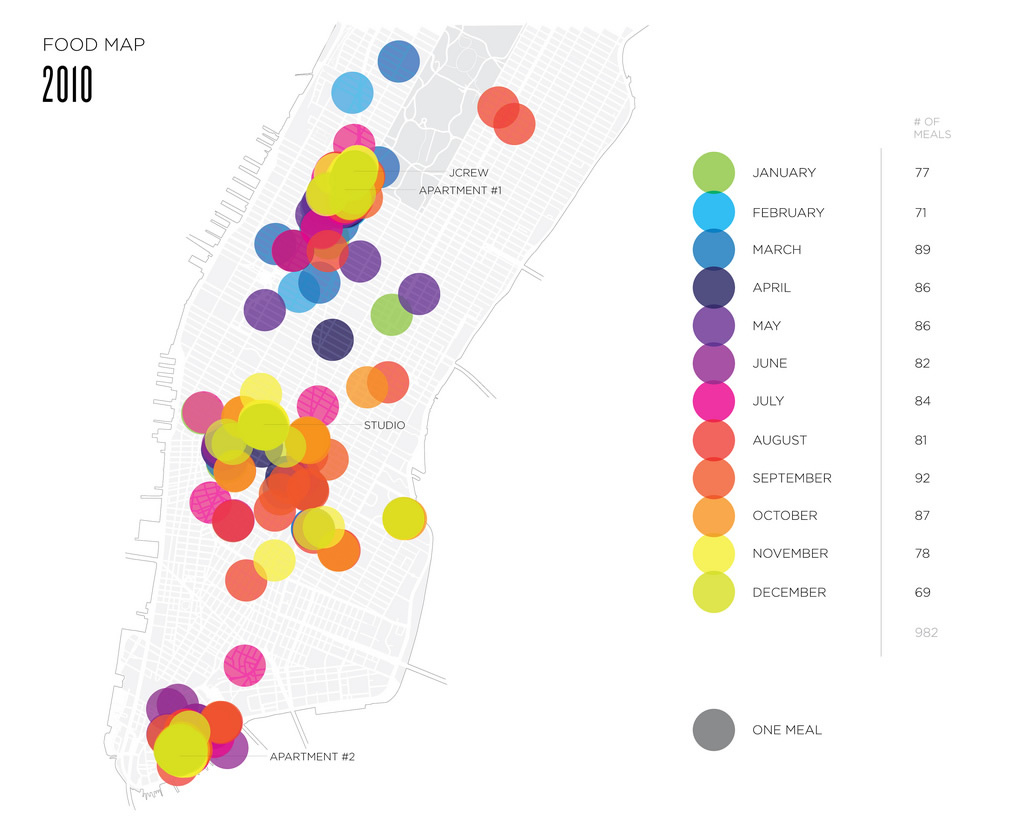 FOOD MAP
2010
JCREW
APARTMENT #1
STUDIO
APARTMENT #2
# OF
MEALS
JANUARY 77
FEBRUARY 71
MARCH 89
APRIL 86
MAY 86
JUNE 82
JULY 84
AUGUST 81
SEPTEMBER 92
OCTOBER 87
NOVEMBER 78
DECEMBER 69
982
ONE MEAL